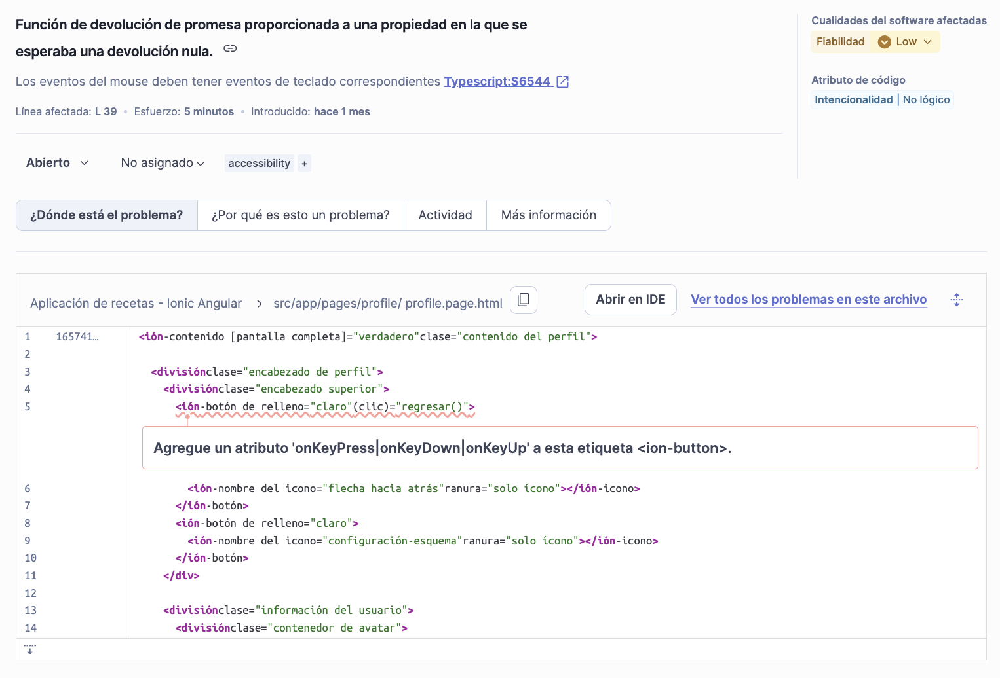 Función de devolución de promesa proporcionada a una propiedad en la que se
esperaba una devolución nula.
Los eventos del mouse deben tener eventos de teclado correspondientes Typescript:S6544
Línea afectada: L 39 • Esfuerzo: 5 minutos • Introducido: hace 1 mes
Cualidades del software afectadas
Fiabilidad Low
Atributo de código
Intencionalidad | No lógico
Abierto No asignado accessibility +
¿Dónde está el problema? ¿Por qué es esto un problema? Actividad Más información
Aplicación de recetas - Ionic Angular > src/app/pages/profile/ profile.page.html Abrir en IDE Ver todos los problemas en este archivo
1 165741… <ión-contenido [pantalla completa]="verdadero"clase="contenido del perfil">
2
3 <divisiónclase="encabezado de perfil">
4 <divisiónclase="encabezado superior">
5 <ión-botón de relleno="claro"(clic)="regresar()">
Agregue un atributo 'onKeyPress|onKeyDown|onKeyUp' a esta etiqueta <ion-button>.
6 <ión-nombre del icono="flecha hacia atrás"ranura="solo ícono"></ión-icono>
7 </ión-botón>
8 <ión-botón de relleno="claro">
9 <ión-nombre del icono="configuración-esquema"ranura="solo ícono"></ión-icono>
10 </ión-botón>
11 </div>
12
13 <divisiónclase="información del usuario">
14 <divisiónclase="contenedor de avatar">